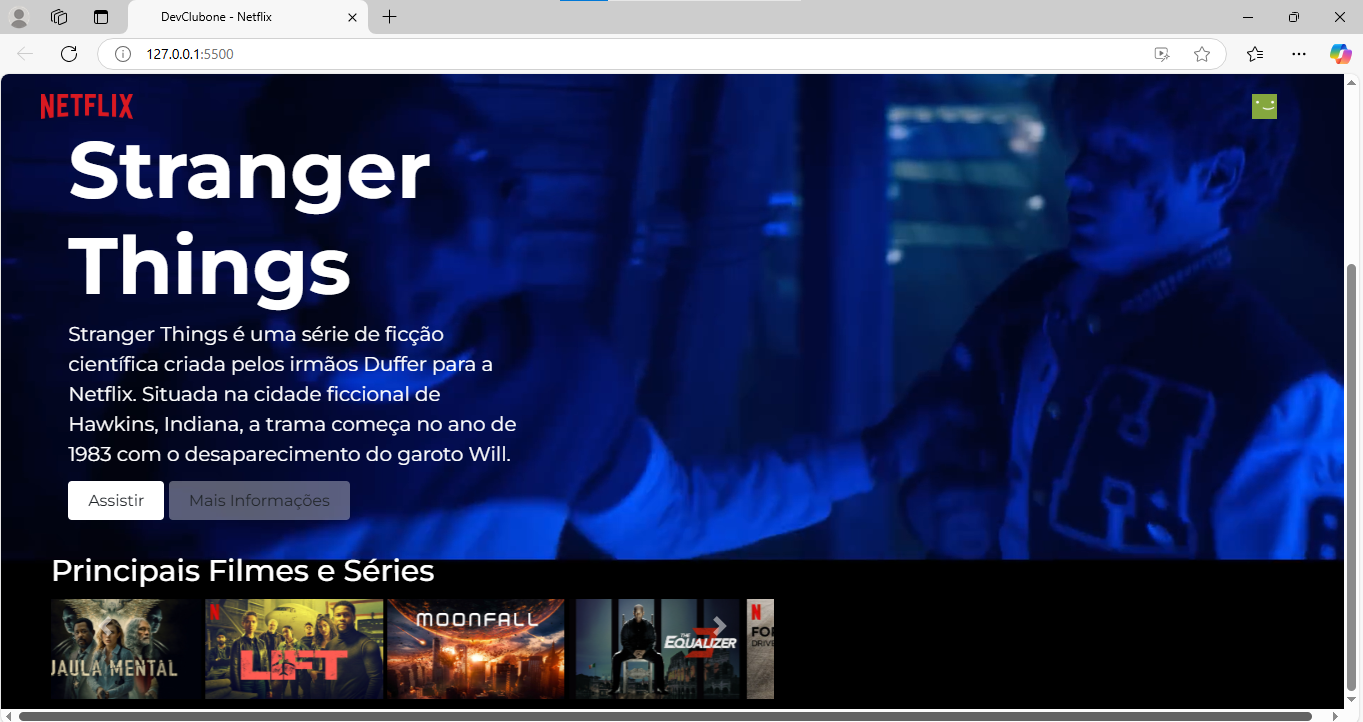 DevClubone - Netflix
127.0.0.1:5500
NETFLIX
Stranger
Things
Stranger Things é uma série de ficção
científica criada pelos irmãos Duffer para a
Netflix. Situada na cidade ficcional de
Hawkins, Indiana, a trama começa no ano de
1983 com o desaparecimento do garoto Will.
Assistir
Mais Informações
Principais Filmes e Séries
JAULA MENTAL
N
LIFT
MOONFALL
THE
EQUALIZER
3
N
FOR
DRIVE
H